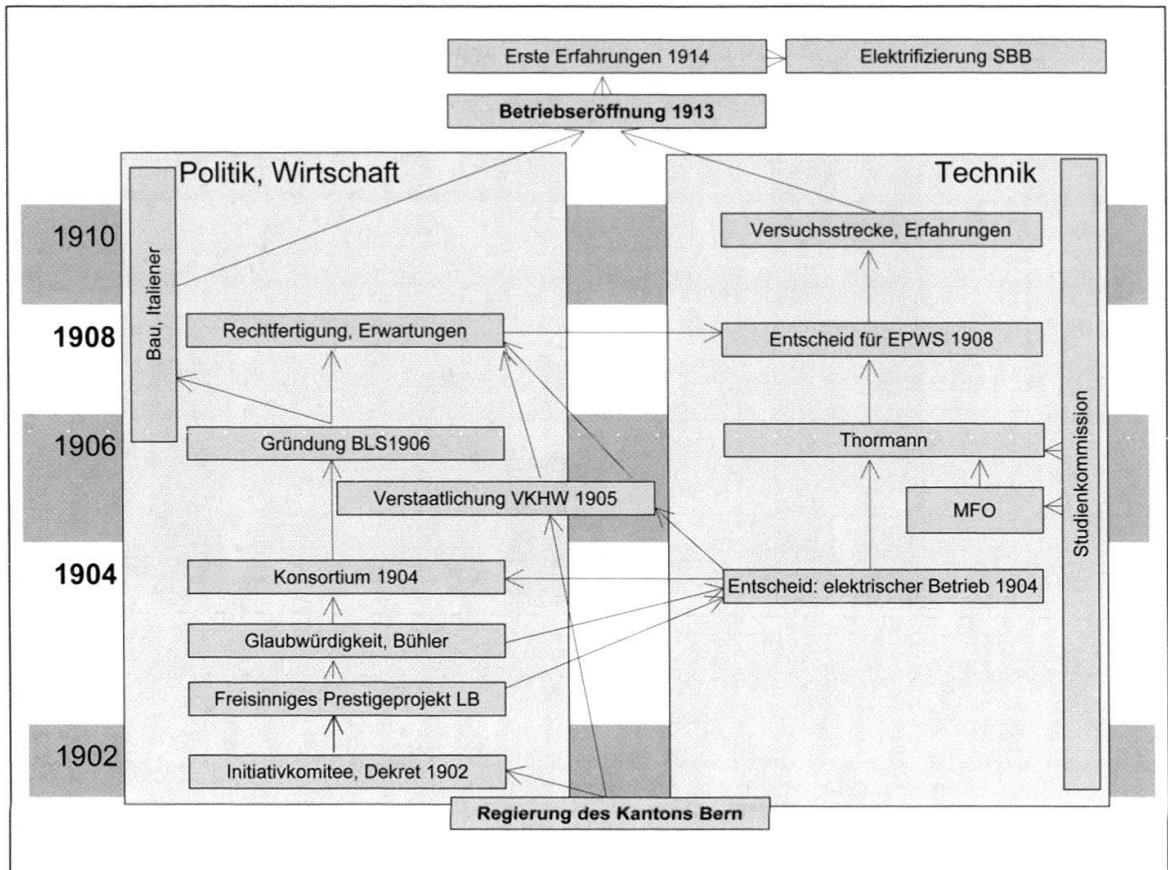 Erste Erfahrungen 1914
Elektrifizierung SBB
Betriebseröffnung 1913
Politik, Wirtschaft
Technik
1910
Bau, Italiener
Versuchsstrecke, Erfahrungen
1908
Rechtfertigung, Erwartungen
Entscheid für EPWS 1908
Studienkommission
1906
Gründung BLS1906
Thormann
Verstaatlichung VKHW 1905
MFO
1904
Konsortium 1904
Entscheid: elektrischer Betrieb 1904
Glaubwürdigkeit, Bühler
Freisinniges Prestigeprojekt LB
1902
Initiativkomitee, Dekret 1902
Regierung des Kantons Bern